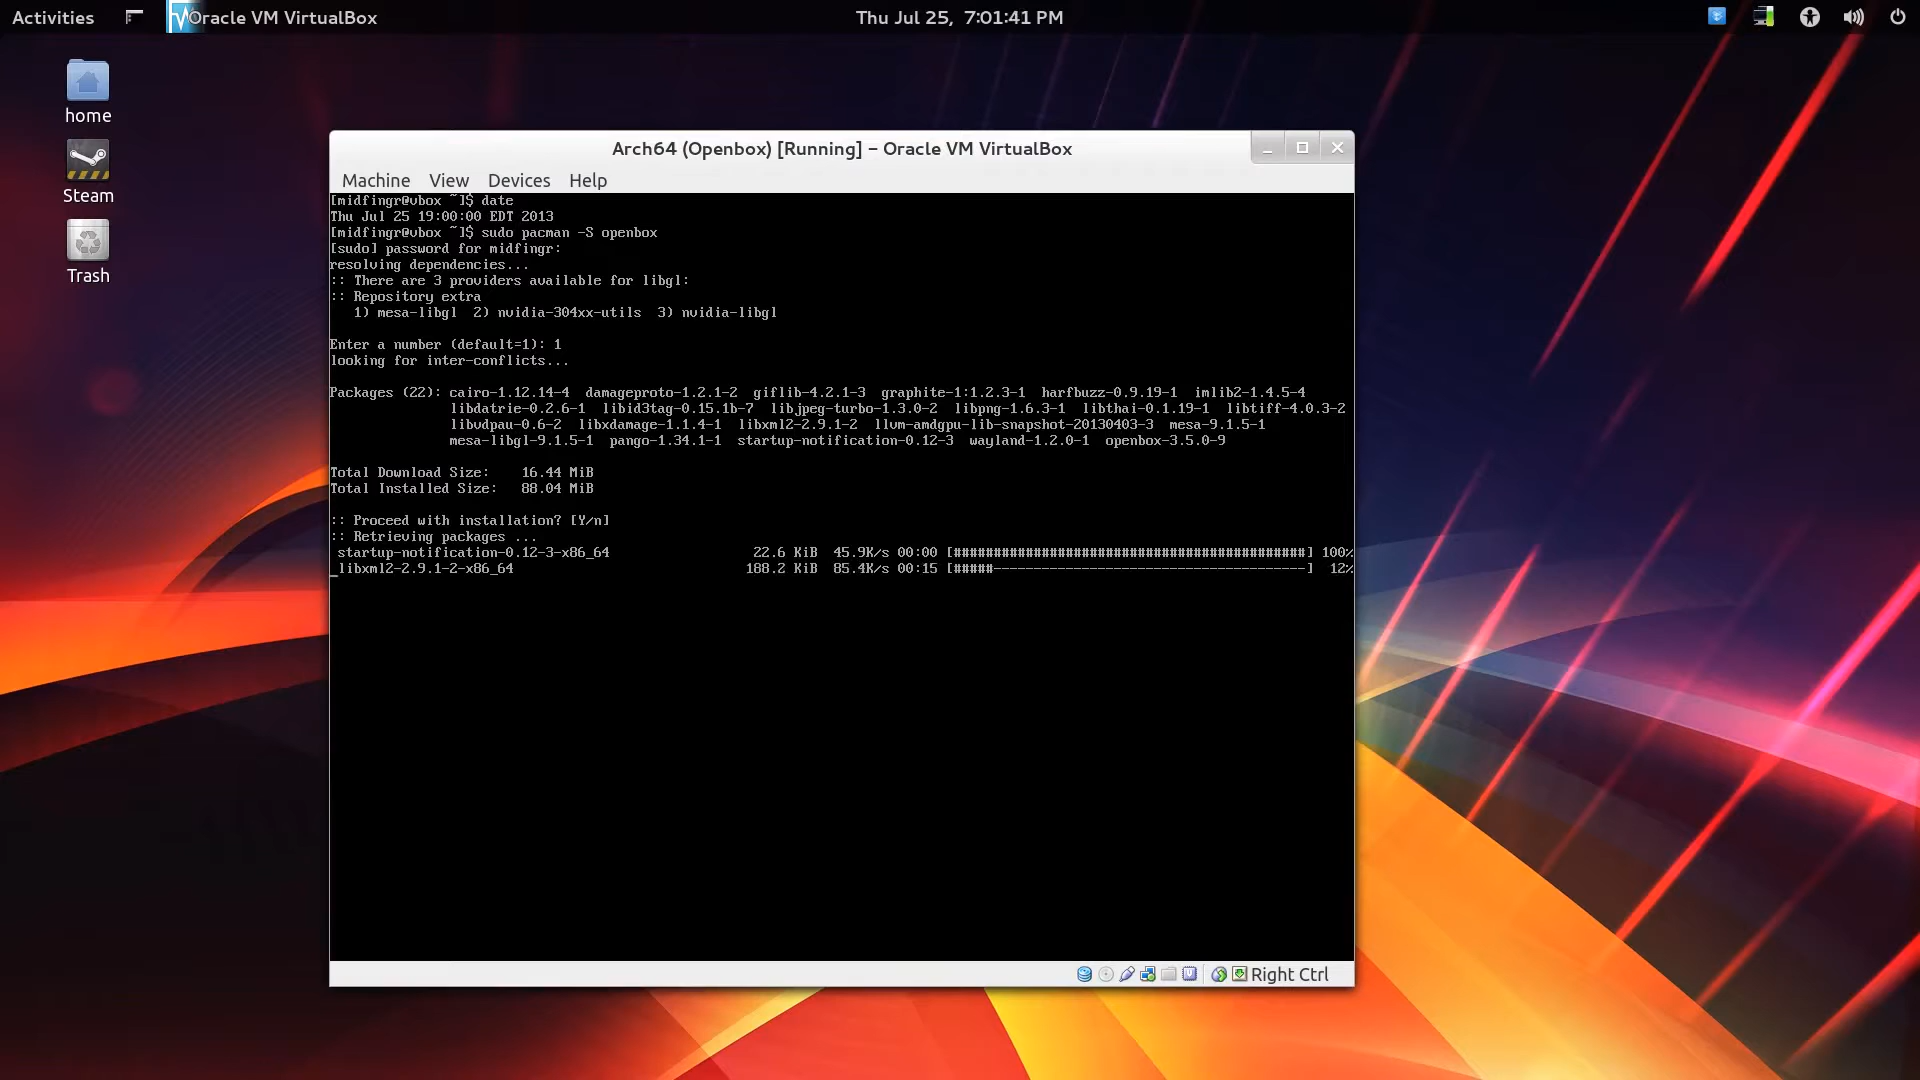 Activities
Oracle VM VirtualBox
Thu Jul 25, 7:01:41 PM
home
Steam
Trash
Arch64 (Openbox) [Running] – Oracle VM VirtualBox
Machine View Devices Help
[midfingr@vbox ~]$ date
Thu Jul 25 19:00:00 EDT 2013
[midfingr@vbox ~]$ sudo pacman -S openbox
[sudo] password for midfingr:
resolving dependencies...
:: There are 3 providers available for libgl:
:: Repository extra
1) mesa-libgl 2) nvidia-304xx-utils 3) nvidia-libgl
Enter a number (default=1): 1
looking for inter-conflicts...
Packages (22): cairo-1.12.14-4 damageproto-1.2.1-2 giflib-4.2.1-3 graphite-1:1.2.3-1 harfbuzz-0.9.19-1 imlib2-1.4.5-4
libdatrie-0.2.6-1 libid3tag-0.15.1b-7 libjpeg-turbo-1.3.0-2 libpng-1.6.3-1 libthai-0.1.19-1 libtiff-4.0.3-2
libvdpau-0.6-2 libxdamage-1.1.4-1 libxml2-2.9.1-2 llvm-amdgpu-lib-snapshot-20130403-3 mesa-9.1.5-1
mesa-libgl-9.1.5-1 pango-1.34.1-1 startup-notification-0.12-3 wayland-1.2.0-1 openbox-3.5.0-9
Total Download Size: 16.44 MiB
Total Installed Size: 88.04 MiB
:: Proceed with installation? [Y/n]
:: Retrieving packages ...
startup-notification-0.12-3-x86_64 22.6 KiB 45.9K/s 00:00 [############################################] 100%
_libxml2-2.9.1-2-x86_64 188.2 KiB 85.4K/s 00:15 [#####---------------------------------------] 12%
Right Ctrl